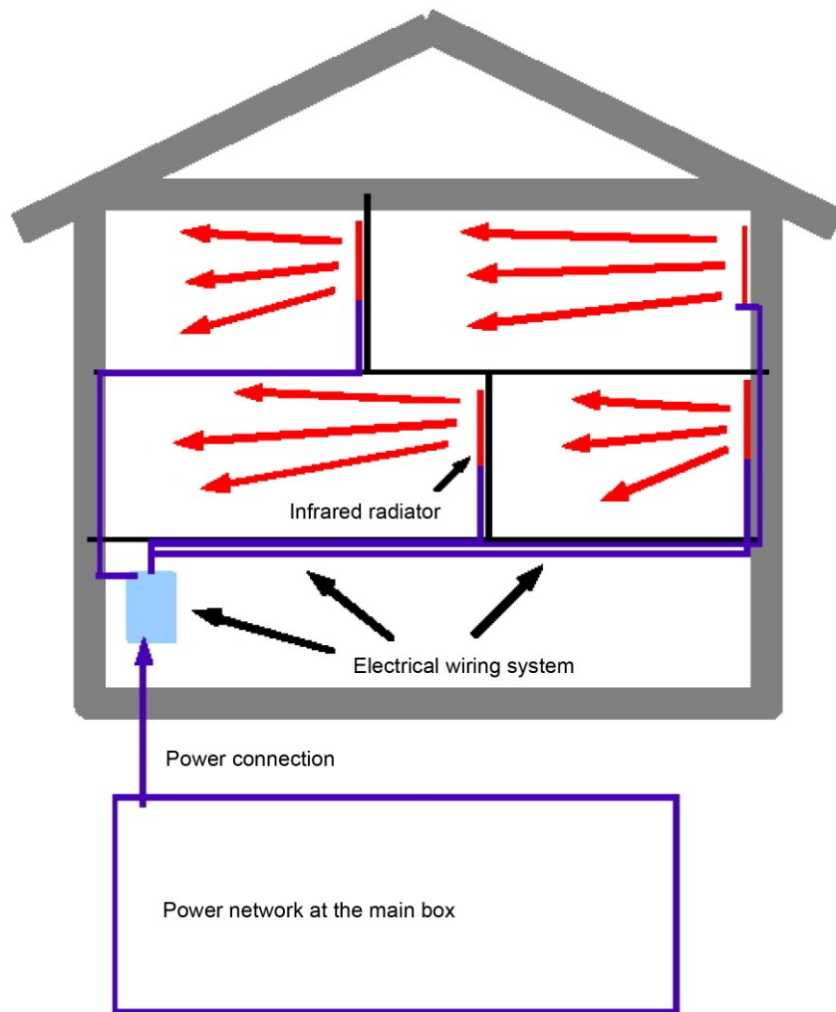 Infrared radiator
Electrical wiring system
Power connection
Power network at the main box